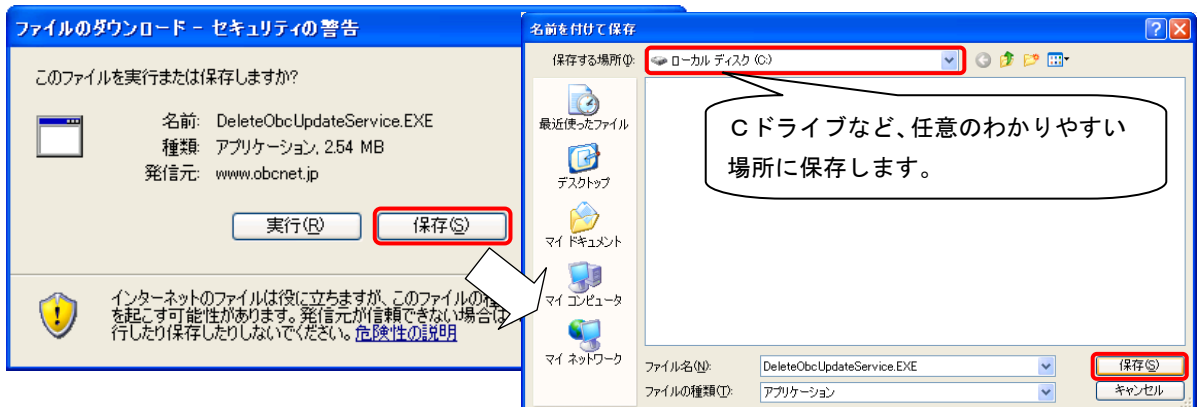 ファイルのダウンロード - セキュリティの警告
このファイルを実行または保存しますか?
名前: DeleteObcUpdateService.EXE
種類: アプリケーション, 2.54 MB
発信元: www.obcnet.jp
実行(R)
保存(S)
インターネットのファイルは役に立ちますが、このファイルの種
を起こす可能性があります。発信元が信頼できない場合は
行したり保存したりしないでください。危険性の説明
名前を付けて保存
保存する場所(I):
ローカル ディスク (C:)
Cドライブなど、任意のわかりやすい
場所に保存します。
最近使ったファイル
デスクトップ
マイ ドキュメント
マイ コンピュータ
マイ ネットワーク
ファイル名(N):
DeleteObcUpdateService.EXE
保存(S)
ファイルの種類(T):
アプリケーション
キャンセル